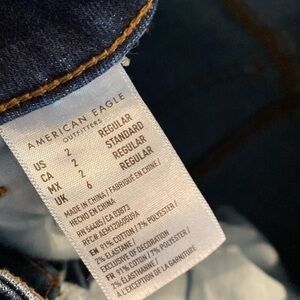 AMERICAN EAGLE
OUTFITTERS
US 2 REGULAR
CA 2 STANDARD
MX 2 REGULAR
UK 6 REGULAR
MADE IN CHINA / FABRIQUÉ EN CHINE /
HECHO EN CHINA
RN 54485 / CA 03873
RFC# AEM120605U9A
EN 91% COTTON / 7% POLYESTER
2% ELASTANE /
EXCLUSIVE OF DECORATION
FR 91% COTON / 7% POLYESTER
2% ÉLASTHANNE /
À L'EXCEPTION DE LA GARNITURE